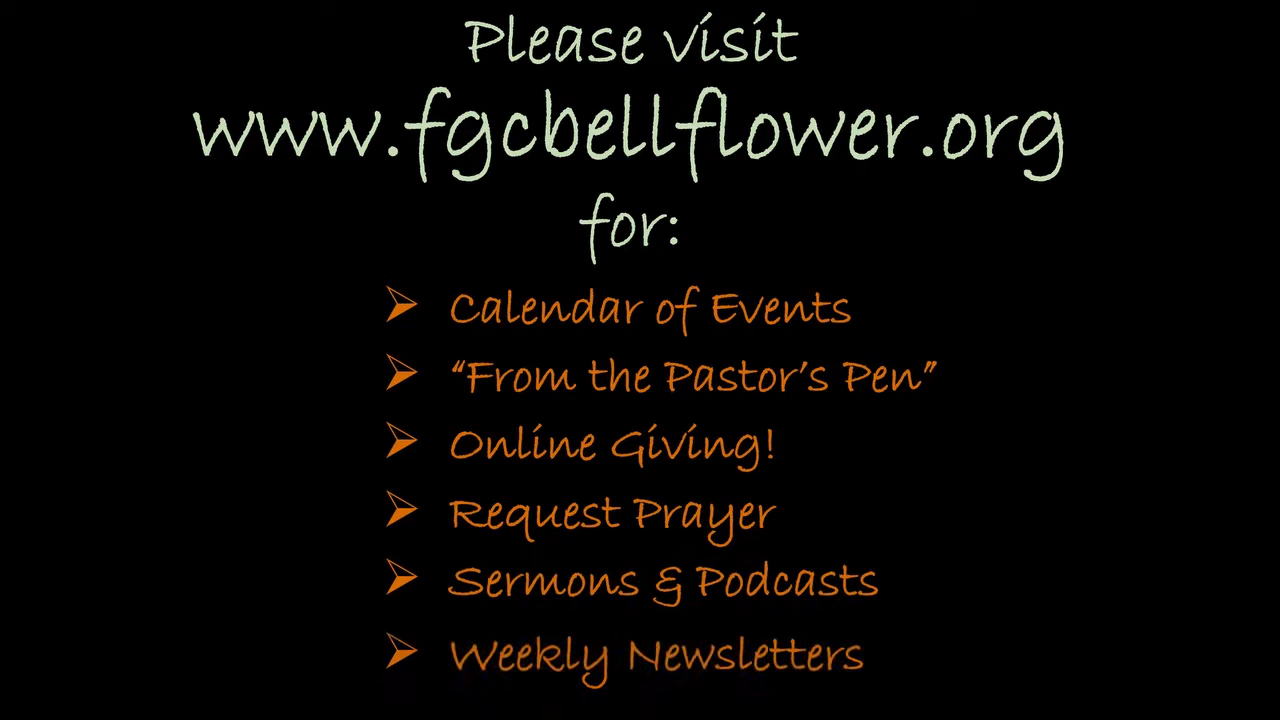 Please visit
www.fgcbellflower.org
for:
Calendar of Events
“From the Pastor’s Pen”
Online Giving!
Request Prayer
Sermons & Podcasts
Weekly Newsletters